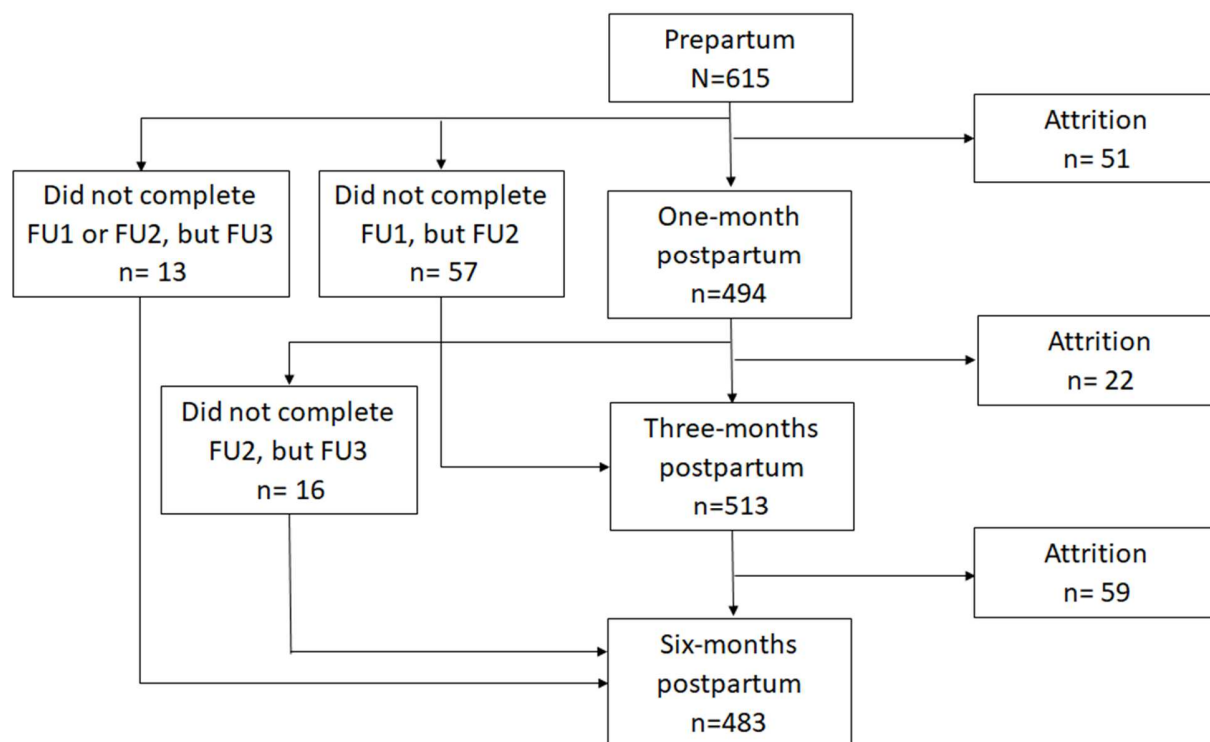 Prepartum
N=615
Attrition
n= 51
Did not complete
FU1 or FU2, but FU3
n= 13
Did not complete
FU1, but FU2
n= 57
One-month
postpartum
n=494
Attrition
n= 22
Did not complete
FU2, but FU3
n= 16
Three-months
postpartum
n=513
Attrition
n= 59
Six-months
postpartum
n=483